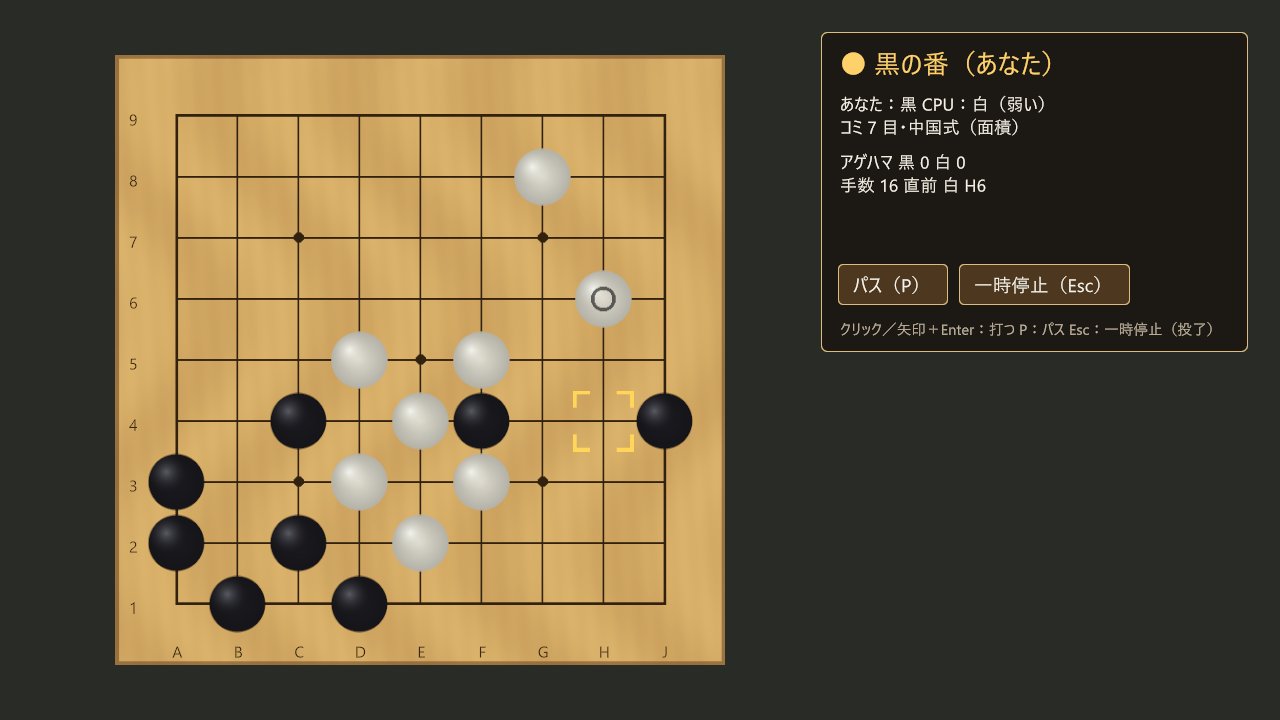 黒の番（あなた）
あなた：黒 CPU：白（弱い）
コミ 7 目･中国式（面積）
アゲハマ 黒 0 白 0
手数 16 直前 白 H6
パス（P）
一時停止（Esc）
クリック／矢印＋Enter：打つ P：パス Esc：一時停止（投了）
9
8
7
6
5
4
3
2
1
A B C D E F G H J